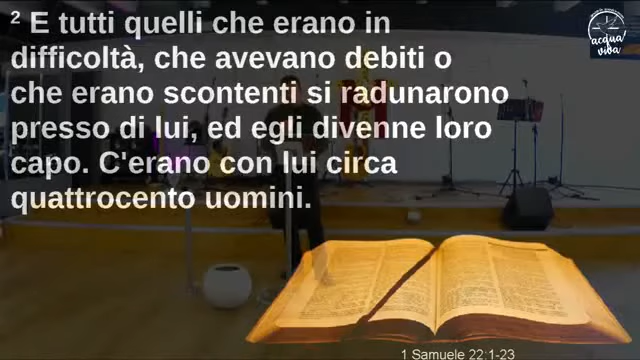 ² E tutti quelli che erano in
difficoltà, che avevano debiti o
che erano scontenti si radunarono
presso di lui, ed egli divenne loro
capo. C'erano con lui circa
quattrocento uomini.
acqua
viva
1 Samuele 22:1-23